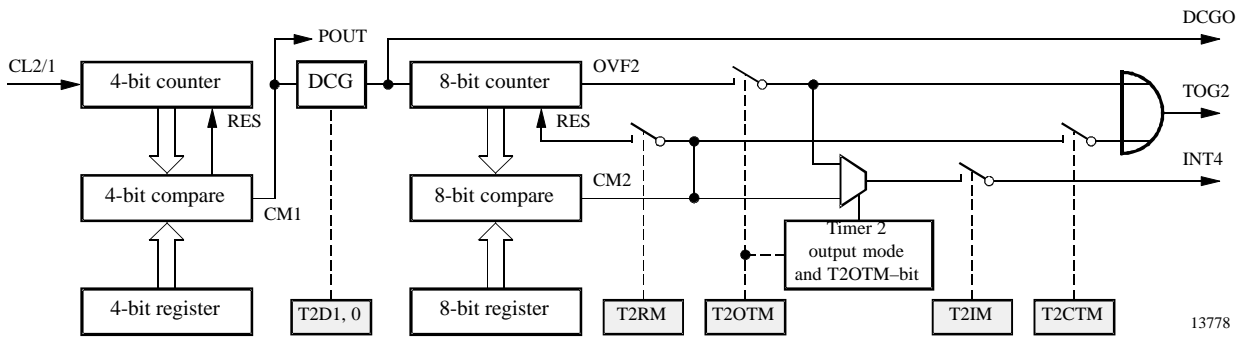 DCGO
POUT
CL2/1
4-bit counter
DCG
8-bit counter
OVF2
TOG2
RES
RES
INT4
4-bit compare
CM1
8-bit compare
CM2
Timer 2
output mode
and T2OTM–bit
4-bit register
T2D1, 0
8-bit register
T2RM
T2OTM
T2IM
T2CTM
13778